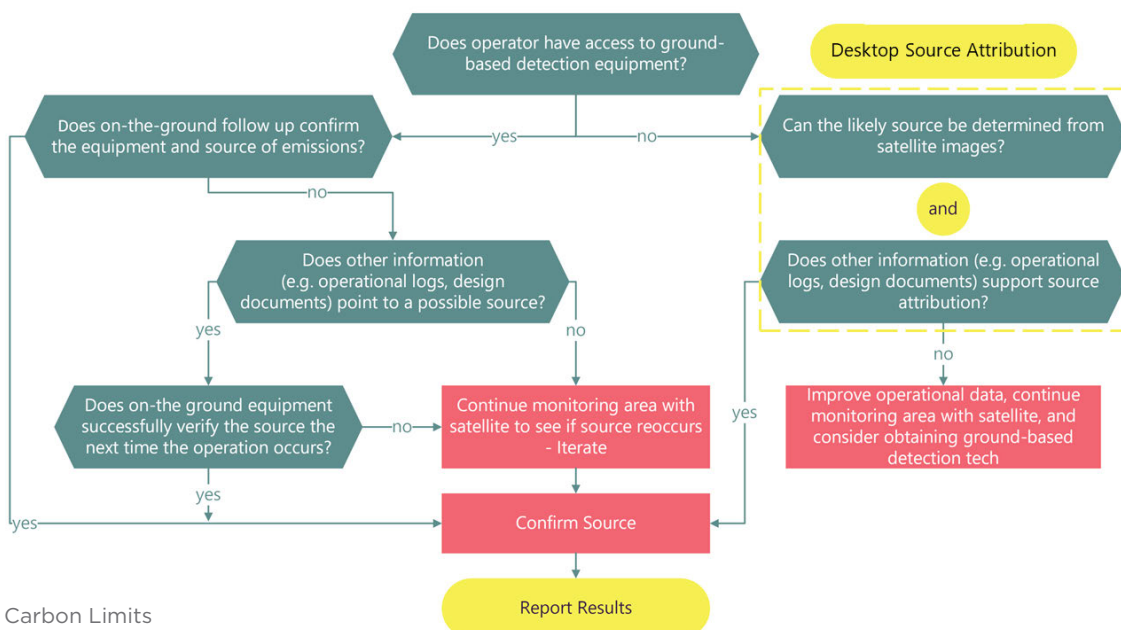 Does operator have access to ground-
based detection equipment?
Desktop Source Attribution
Does on-the-ground follow up confirm
the equipment and source of emissions?
yes
no
Can the likely source be determined from
satellite images?
no
and
Does other information
(e.g. operational logs, design
documents) point to a possible source?
Does other information (e.g. operational
logs, design documents) support source
attribution?
yes
no
no
Does on-the ground equipment
successfully verify the source the
next time the operation occurs?
no
Continue monitoring area with
satellite to see if source reoccurs
- Iterate
yes
Improve operational data, continue
monitoring area with satellite, and
consider obtaining ground-based
detection tech
yes
yes
Confirm Source
Report Results
Carbon Limits